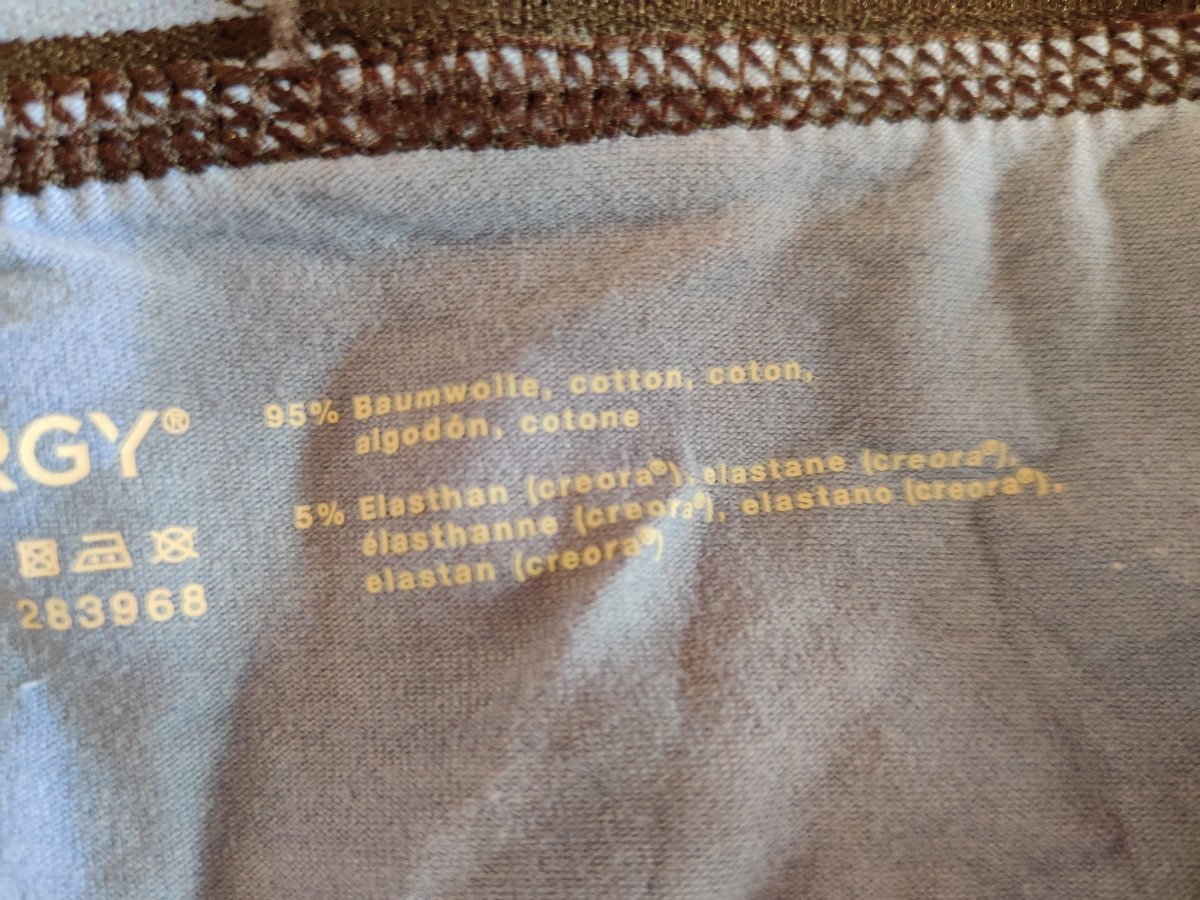 RGY®
283968
95% Baumwolle, cotton, coton,
algodón, cotone
5% Elasthan (creora®), elastane (creora®),
élasthanne (creora®), elastano (creora®),
elastan (creora®)